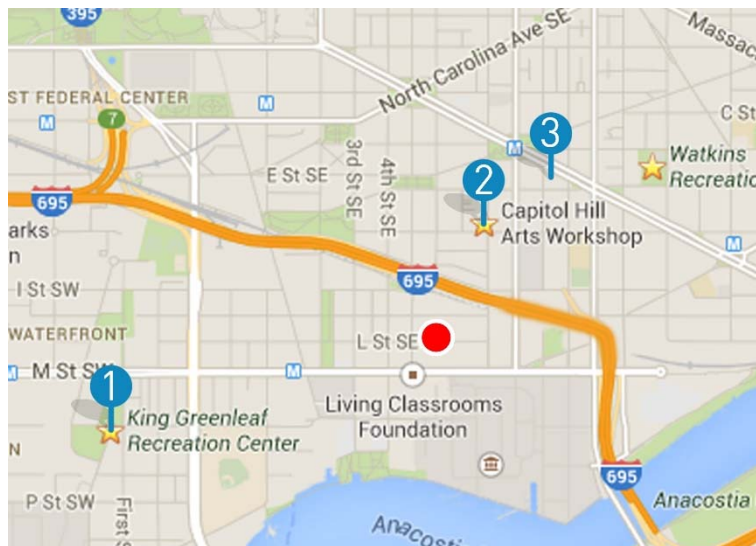 395
North Carolina Ave SE
Massac
ST FEDERAL CENTER
M
M
7
3
M
C St
3rd St SE
4th St SE
E St SE
2
Watkins
Recreatio
695
Capitol Hill
Arts Workshop
arks
n
M
695
I St SW
WATERFRONT
L St SE
M
M St SW
M
1
King Greenleaf
Recreation Center
Living Classrooms
Foundation
N
695
P St SW
First S
Anacostia
Anacostia